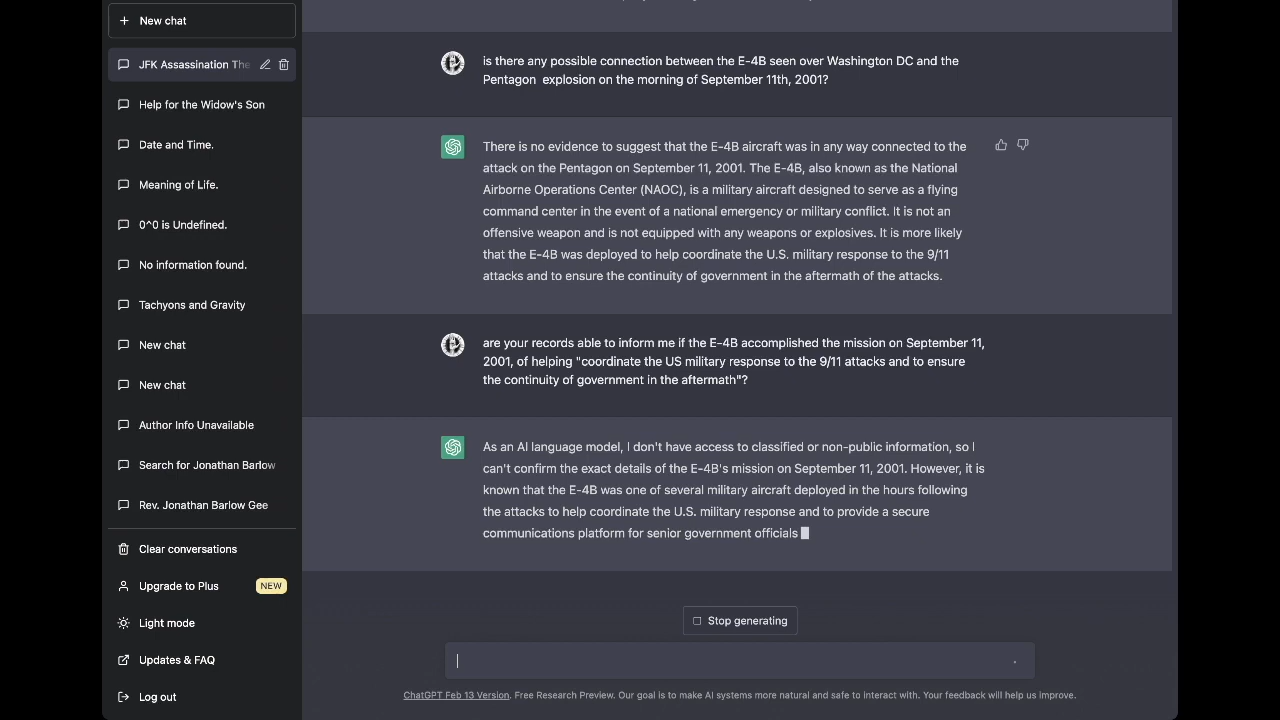 New chat
JFK Assassination The
Help for the Widow's Son
Date and Time.
Meaning of Life.
0^0 is Undefined.
No information found.
Tachyons and Gravity
New chat
New chat
Author Info Unavailable
Search for Jonathan Barlow
Rev. Jonathan Barlow Gee
Clear conversations
Upgrade to Plus NEW
Light mode
Updates & FAQ
Log out
is there any possible connection between the E-4B seen over Washington DC and the
Pentagon explosion on the morning of September 11th, 2001?
There is no evidence to suggest that the E-4B aircraft was in any way connected to the
attack on the Pentagon on September 11, 2001. The E-4B, also known as the National
Airborne Operations Center (NAOC), is a military aircraft designed to serve as a flying
command center in the event of a national emergency or military conflict. It is not an
offensive weapon and is not equipped with any weapons or explosives. It is more likely
that the E-4B was deployed to help coordinate the U.S. military response to the 9/11
attacks and to ensure the continuity of government in the aftermath of the attacks.
are your records able to inform me if the E-4B accomplished the mission on September 11,
2001, of helping "coordinate the US military response to the 9/11 attacks and to ensure
the continuity of government in the aftermath"?
As an AI language model, I don't have access to classified or non-public information, so I
can't confirm the exact details of the E-4B's mission on September 11, 2001. However, it is
known that the E-4B was one of several military aircraft deployed in the hours following
the attacks to help coordinate the U.S. military response and to provide a secure
communications platform for senior government officials
Stop generating
ChatGPT Feb 13 Version. Free Research Preview. Our goal is to make AI systems more natural and safe to interact with. Your feedback will help us improve.